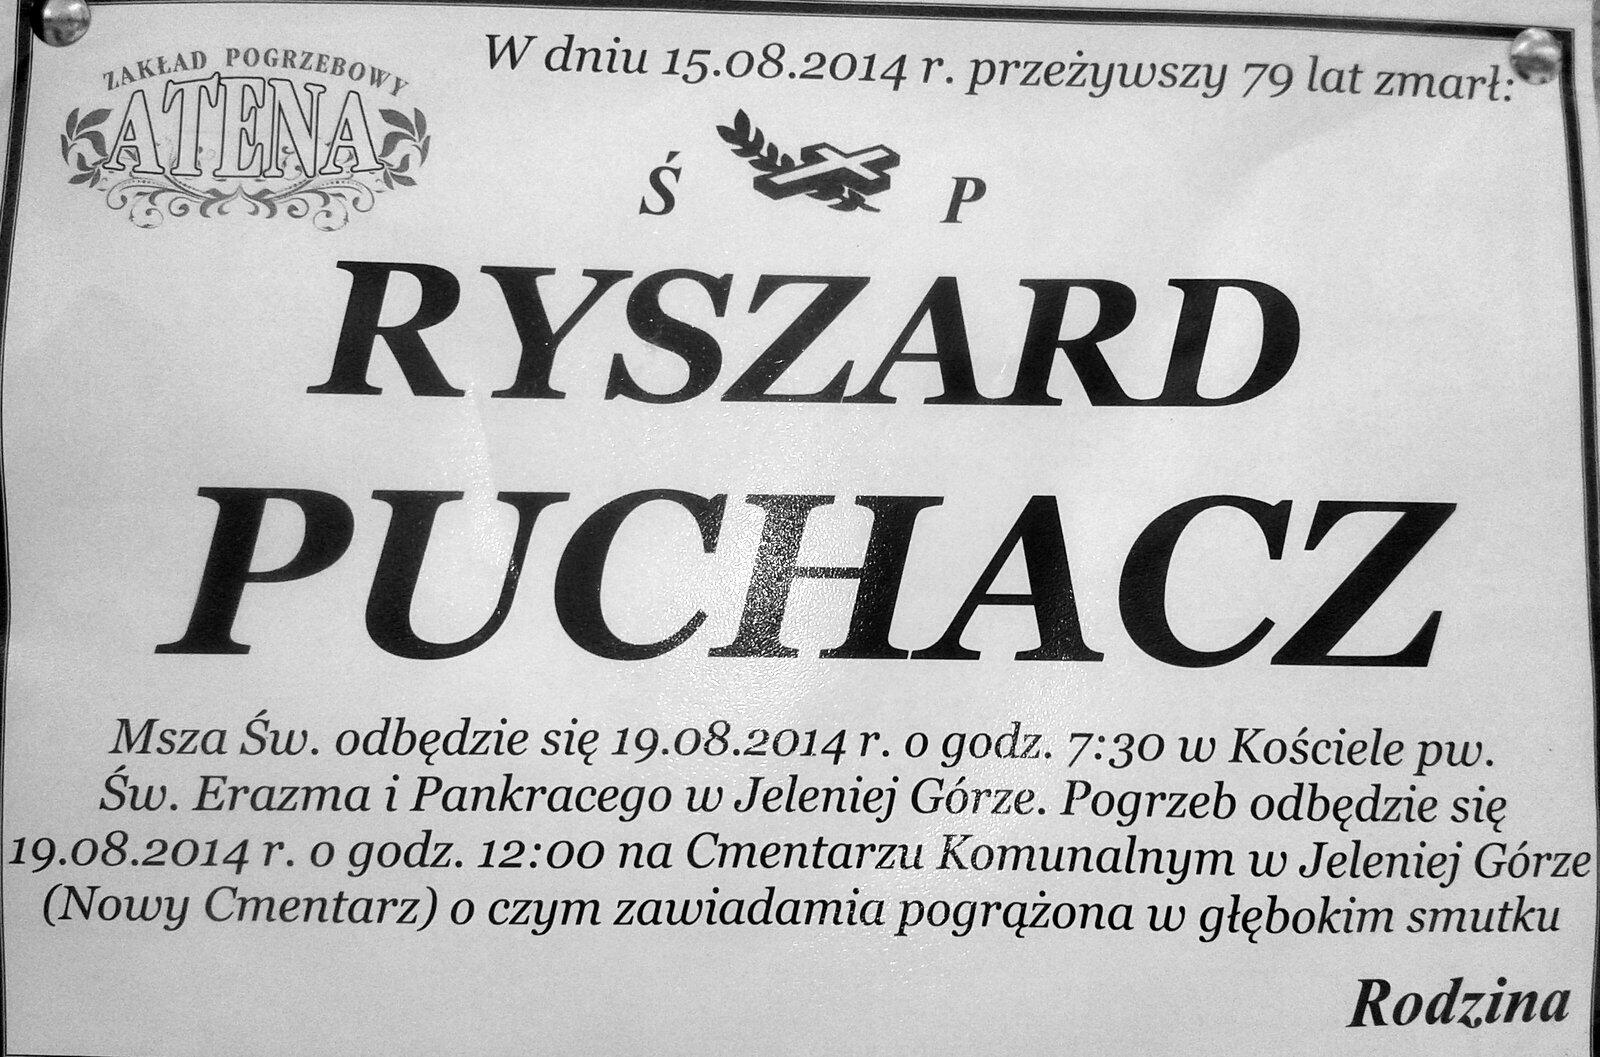 ZAKŁAD POGRZEBOWY
ATENA
W dniu 15.08.2014 r. przeżywszy 79 lat zmarł:
Ś P
RYSZARD
PUCHACZ
Msza Św. odbędzie się 19.08.2014 r. o godz. 7:30 w Kościele pw.
Św. Erazma i Pankracego w Jeleniej Górze. Pogrzeb odbędzie się
19.08.2014 r. o godz. 12:00 na Cmentarzu Komunalnym w Jeleniej Górze
(Nowy Cmentarz) o czym zawiadamia pogrążona w głębokim smutku
Rodzina